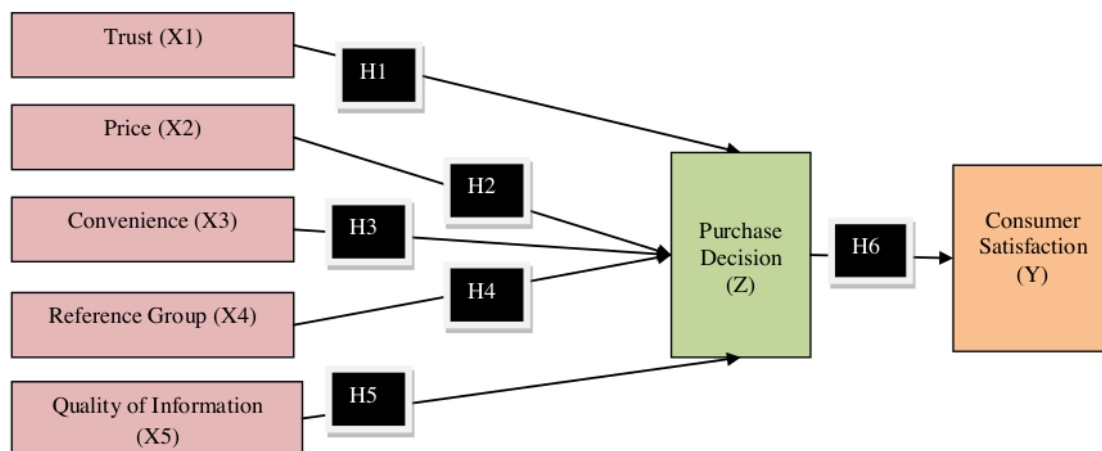 Trust (X1)
H1
Price (X2)
H2
Convenience (X3)
H3
Reference Group (X4)
H4
Quality of Information
(X5)
H5
Purchase
Decision
(Z)
H6
Consumer
Satisfaction
(Y)